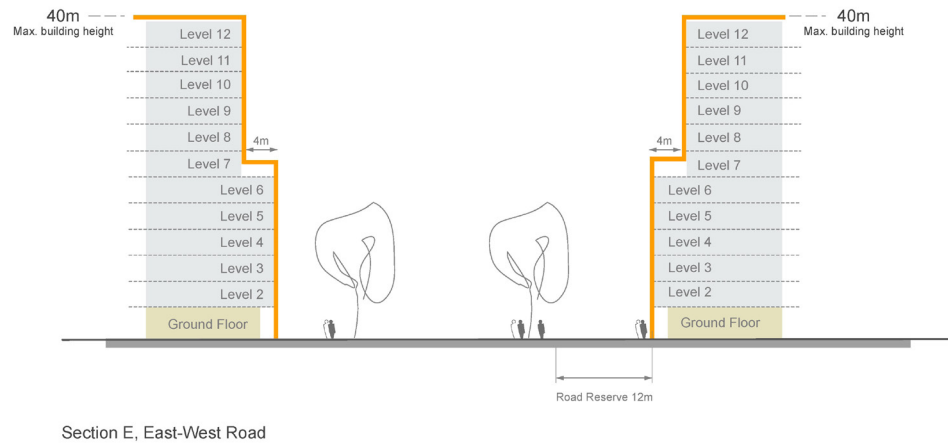 40m
Max. building height
40m
Max. building height
Level 12
Level 11
Level 10
Level 9
Level 8
Level 7
Level 6
Level 5
Level 4
Level 3
Level 2
Ground Floor
4m
4m
Level 12
Level 11
Level 10
Level 9
Level 8
Level 7
Level 6
Level 5
Level 4
Level 3
Level 2
Ground Floor
Road Reserve 12m
Section E, East-West Road